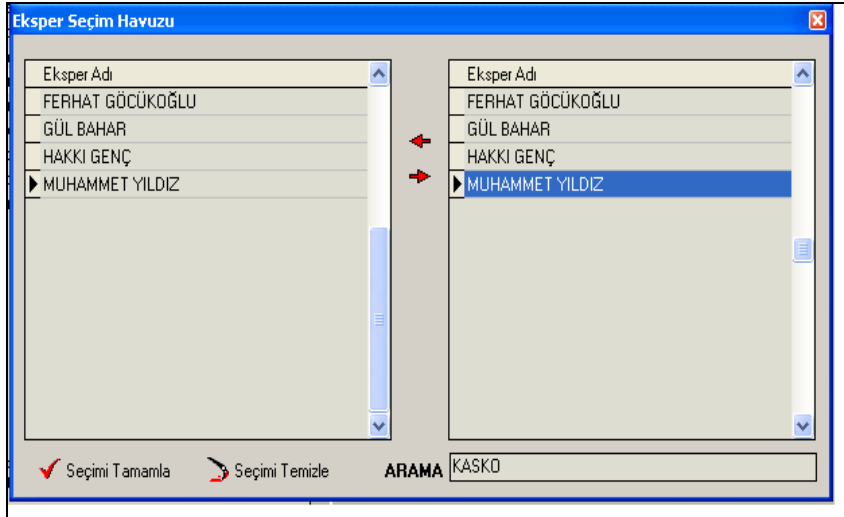 Eksper Seçim Havuzu
Eksper Adı
FERHAT GÖCÜKOĞLU
GÜL BAHAR
HAKKI GENÇ
MUHAMMET YILDIZ
Eksper Adı
FERHAT GÖCÜKOĞLU
GÜL BAHAR
HAKKI GENÇ
MUHAMMET YILDIZ
Seçimi Tamamla Seçimi Temizle ARAMA KASKO